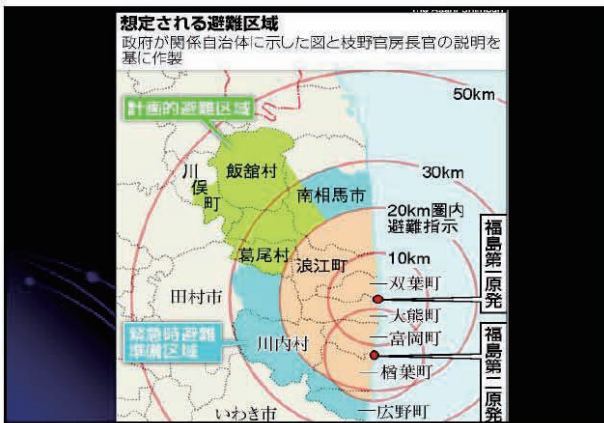 想定される避難区域
政府が関係自治体に示した図と枝野官房長官の説明を
基に作製
50km
計画的避難区域
飯舘村
川俣町
南相馬市
30km
20km圏内
避難指示
福島第一原発
葛尾村
浪江町
10km
双葉町
田村市
大熊町
緊急時避難
準備区域
川内村
富岡町
福島第二原発
楢葉町
いわき市
広野町